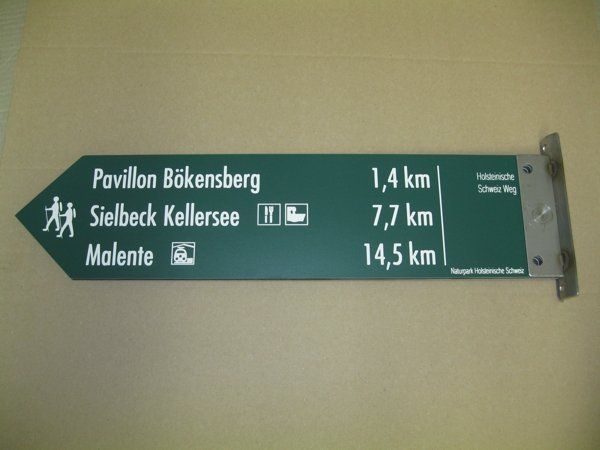 Pavillon Bökensberg 1,4 km
Sielbeck Kellersee 7,7 km
Malente 14,5 km
Holsteinische
Schweiz Weg
Naturpark Holsteinische Schweiz